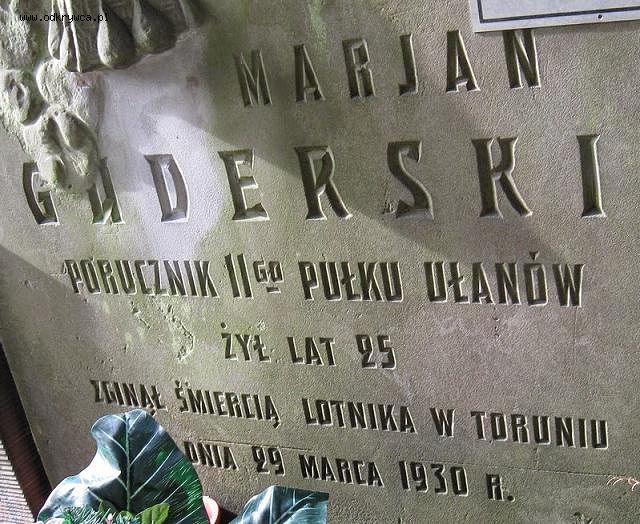 www.odkrywca.pl
MARJAN
GUDERSKI
PORUCZNIK 11GO PUŁKU UŁANÓW
ŻYŁ LAT 25
ZGINĄŁ ŚMIERCIĄ LOTNIKA W TORUNIU
DNIA 29 MARCA 1930 R.